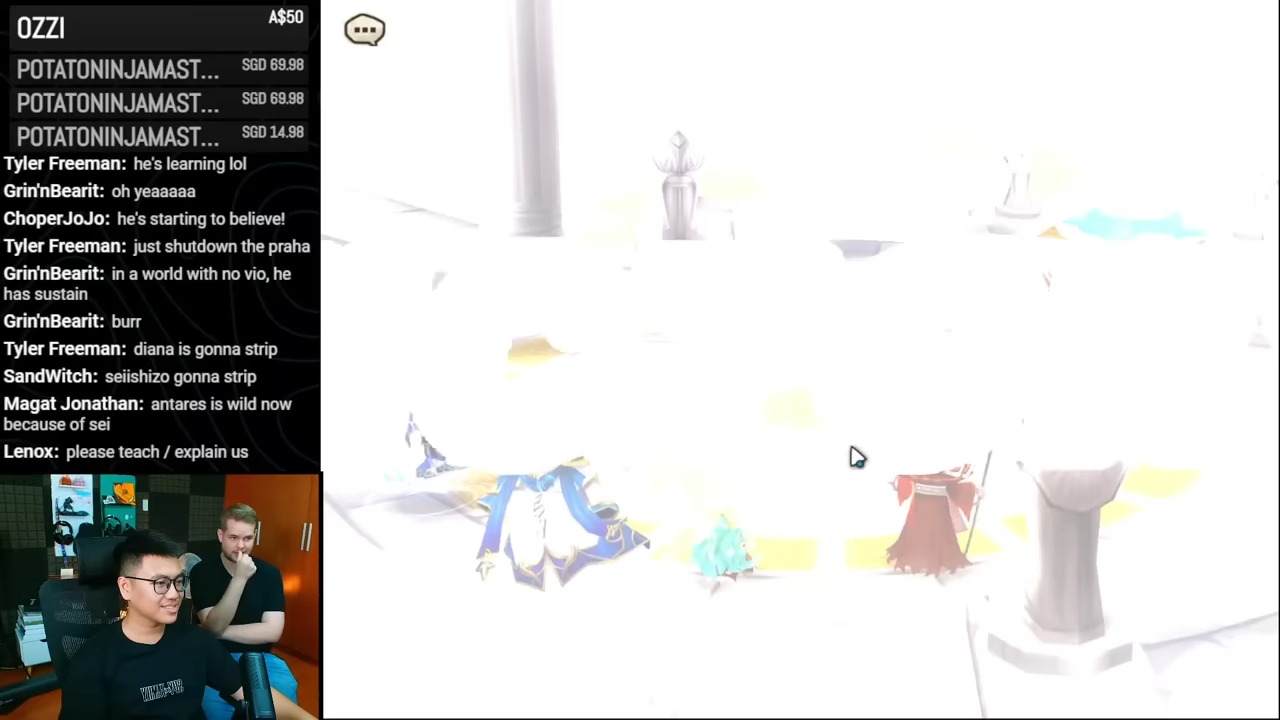 OZZI A$50
POTATONINJAMAST... SGD 69.98
POTATONINJAMAST... SGD 69.98
POTATONINJAMAST... SGD 14.98
Tyler Freeman: he's learning lol
Grin'nBearit: oh yeaaaaa
ChoperJoJo: he's starting to believe!
Tyler Freeman: just shutdown the praha
Grin'nBearit: in a world with no vio, he
has sustain
Grin'nBearit: burr
Tyler Freeman: diana is gonna strip
SandWitch: seiishizo gonna strip
Magat Jonathan: antares is wild now
because of sei
Lenox: please teach / explain us